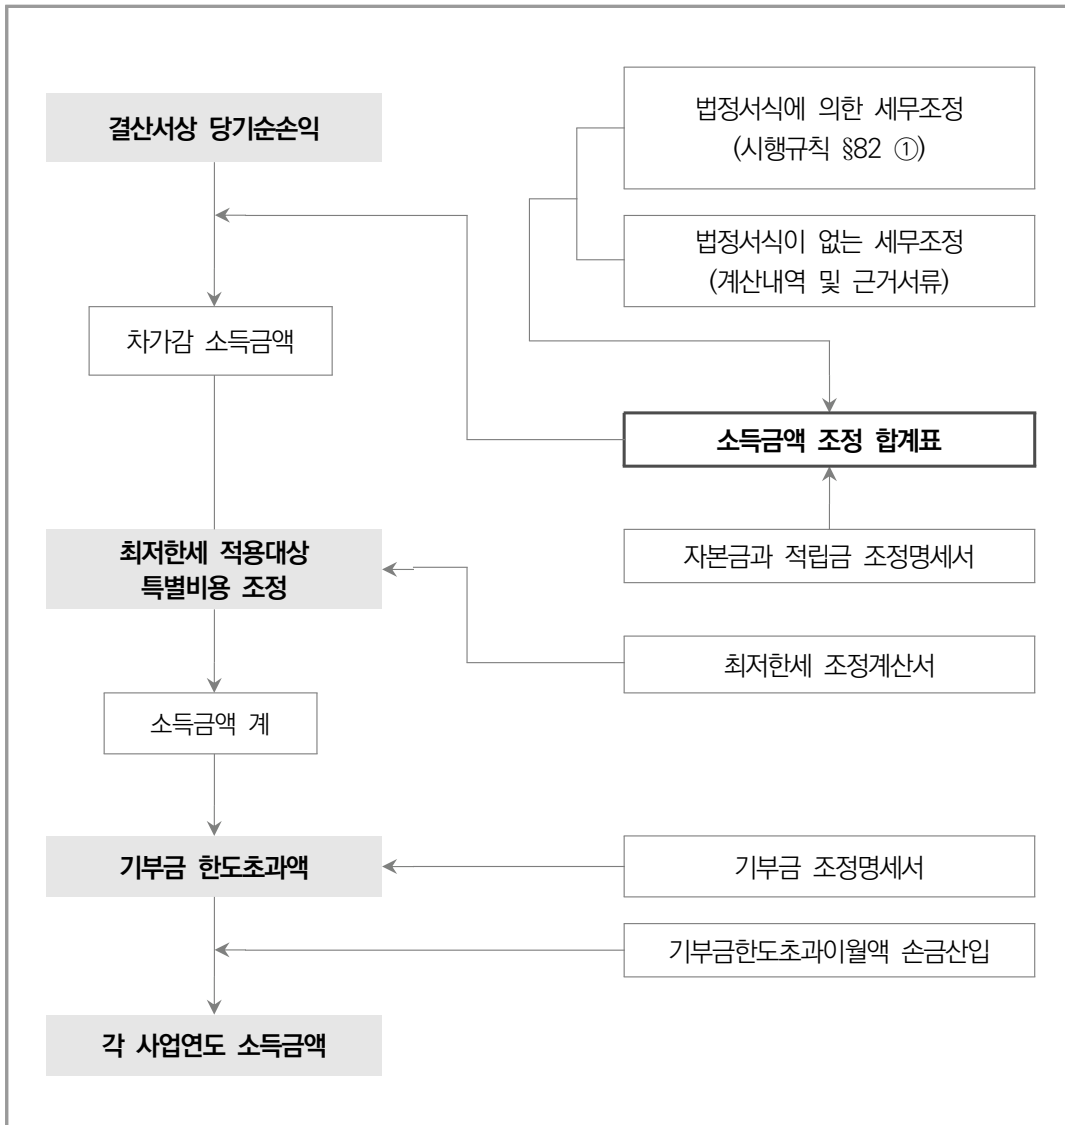 결산서상 당기순손익
법정서식에 의한 세무조정
(시행규칙 §82 ①)
법정서식이 없는 세무조정
(계산내역 및 근거서류)
차가감 소득금액
소득금액 조정 합계표
최저한세 적용대상
특별비용 조정
자본금과 적립금 조정명세서
최저한세 조정계산서
소득금액 계
기부금 한도초과액
기부금 조정명세서
기부금한도초과이월액 손금산입
각 사업연도 소득금액